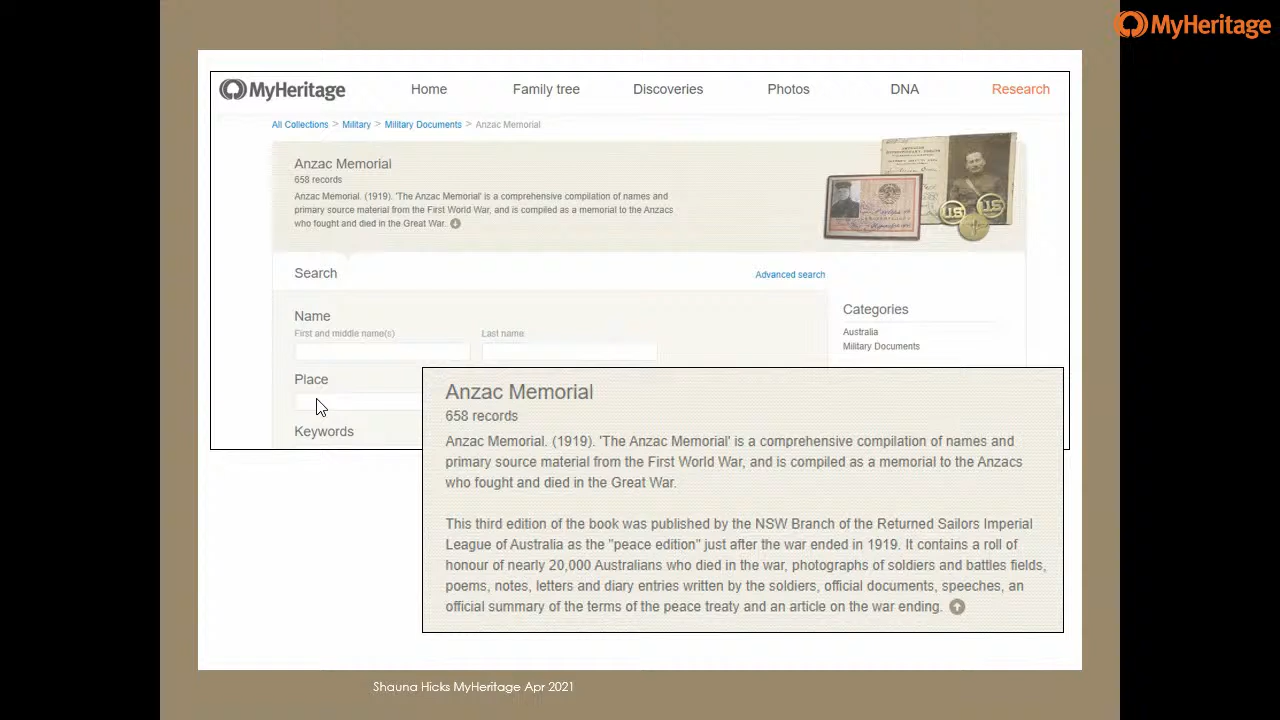 MyHeritage
MyHeritage Home Family tree Discoveries Photos DNA Research
All Collections > Military > Military Documents > Anzac Memorial
Anzac Memorial
658 records
Anzac Memorial. (1919). 'The Anzac Memorial' is a comprehensive compilation of names and
primary source material from the First World War, and is compiled as a memorial to the Anzacs
who fought and died in the Great War.
Search
Advanced search
Name
First and middle name(s) Last name
Place
Keywords
Categories
Australia
Military Documents
Anzac Memorial
658 records
Anzac Memorial. (1919). 'The Anzac Memorial' is a comprehensive compilation of names and
primary source material from the First World War, and is compiled as a memorial to the Anzacs
who fought and died in the Great War.
This third edition of the book was published by the NSW Branch of the Returned Sailors Imperial
League of Australia as the "peace edition" just after the war ended in 1919. It contains a roll of
honour of nearly 20,000 Australians who died in the war, photographs of soldiers and battles fields,
poems, notes, letters and diary entries written by the soldiers, official documents, speeches, an
official summary of the terms of the peace treaty and an article on the war ending.
Shauna Hicks MyHeritage Apr 2021